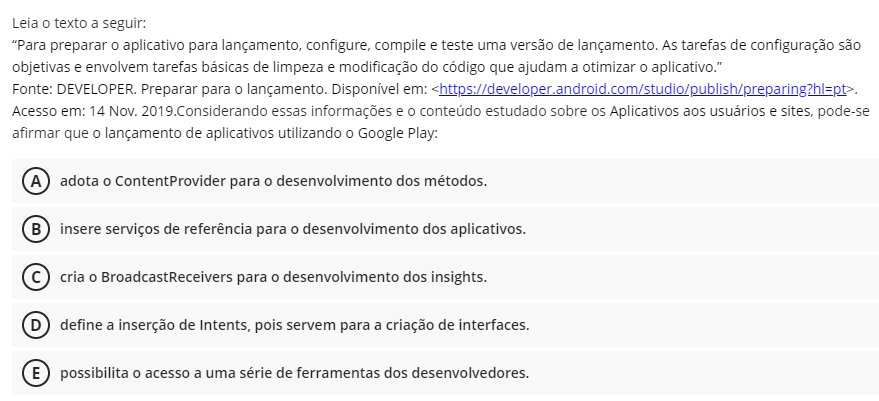 Leia o texto a seguir:
“Para preparar o aplicativo para lançamento, configure, compile e teste uma versão de lançamento. As tarefas de configuração são
objetivas e envolvem tarefas básicas de limpeza e modificação do código que ajudam a otimizar o aplicativo.”
Fonte: DEVELOPER. Preparar para o lançamento. Disponível em: <https://developer.android.com/studio/publish/preparing?hl=pt>.
Acesso em: 14 Nov. 2019.Considerando essas informações e o conteúdo estudado sobre os Aplicativos aos usuários e sites, pode-se
afirmar que o lançamento de aplicativos utilizando o Google Play:
A adota o ContentProvider para o desenvolvimento dos métodos.
B insere serviços de referência para o desenvolvimento dos aplicativos.
C cria o BroadcastReceivers para o desenvolvimento dos insights.
D define a inserção de Intents, pois servem para a criação de interfaces.
E possibilita o acesso a uma série de ferramentas dos desenvolvedores.